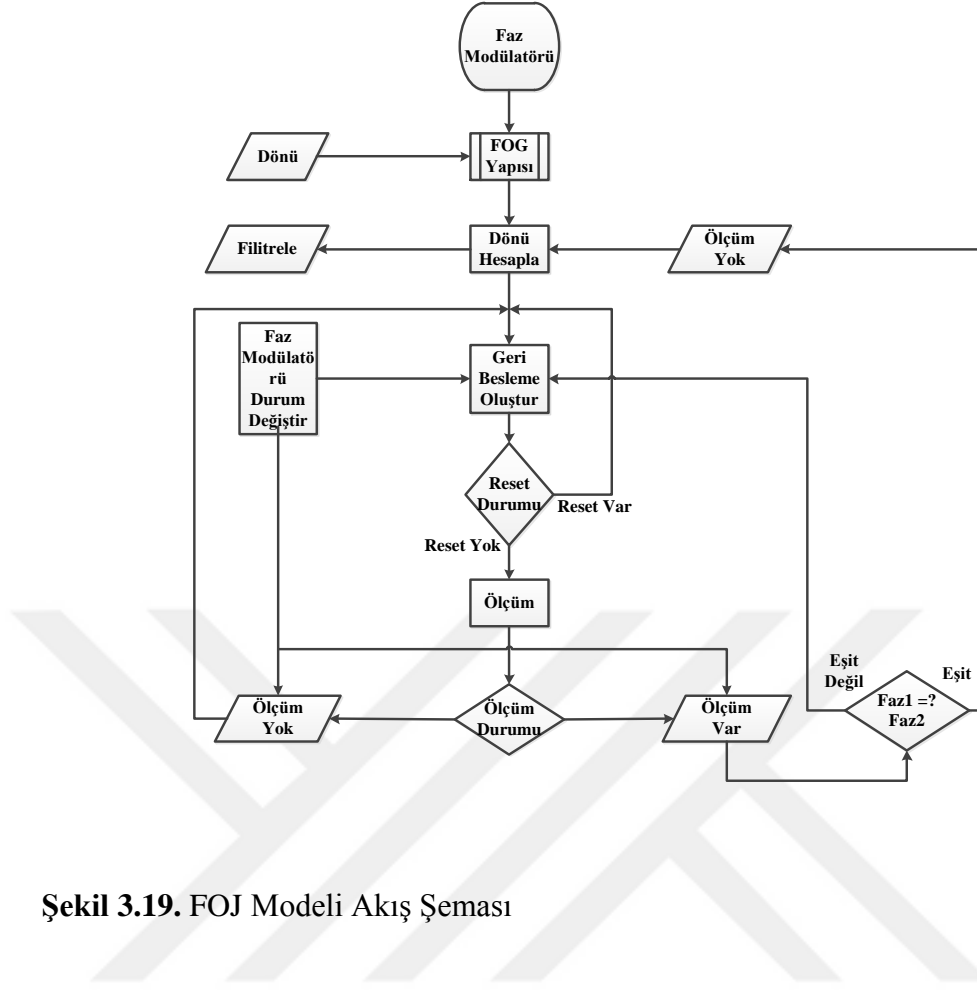 Faz
Modülatörü
FOG
Yapısı
Dönü
Filitrele
Dönü
Hesapla
Ölçüm
Yok
Faz
Modülatö
rü
Durum
Değiştir
Geri
Besleme
Oluştur
Reset
Durumu
Reset Var
Reset Yok
Ölçüm
Ölçüm
Yok
Ölçüm
Durumu
Ölçüm
Var
Eşit
Değil
Eşit
Faz1 =?
Faz2
Şekil 3.19. FOJ Modeli Akış Şeması